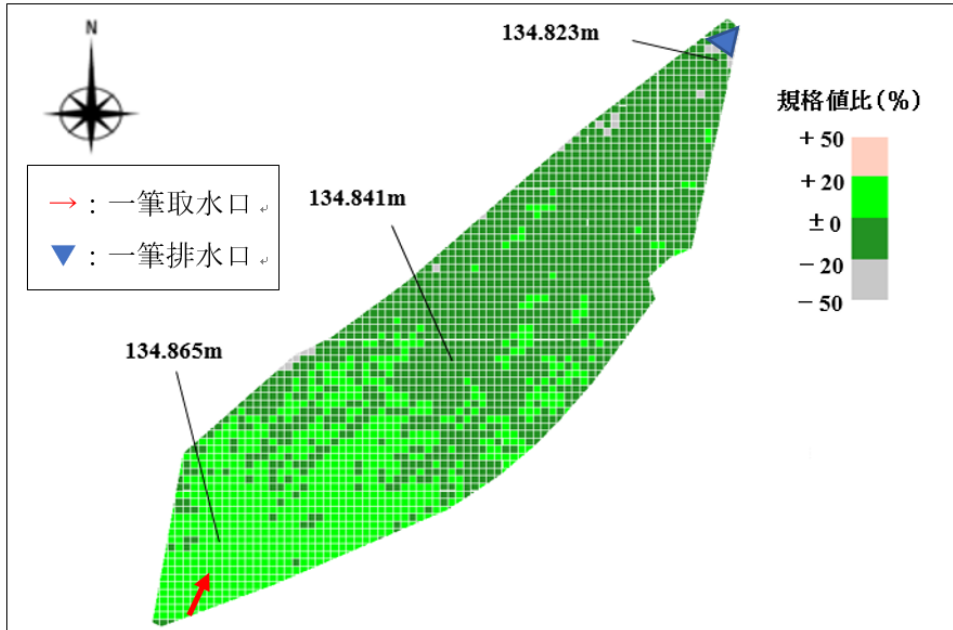 N
134.823m
規格値比(%)
+50
+20
±0
-20
-50
→:一筆取水口
▼:一筆排水口
134.841m
134.865m